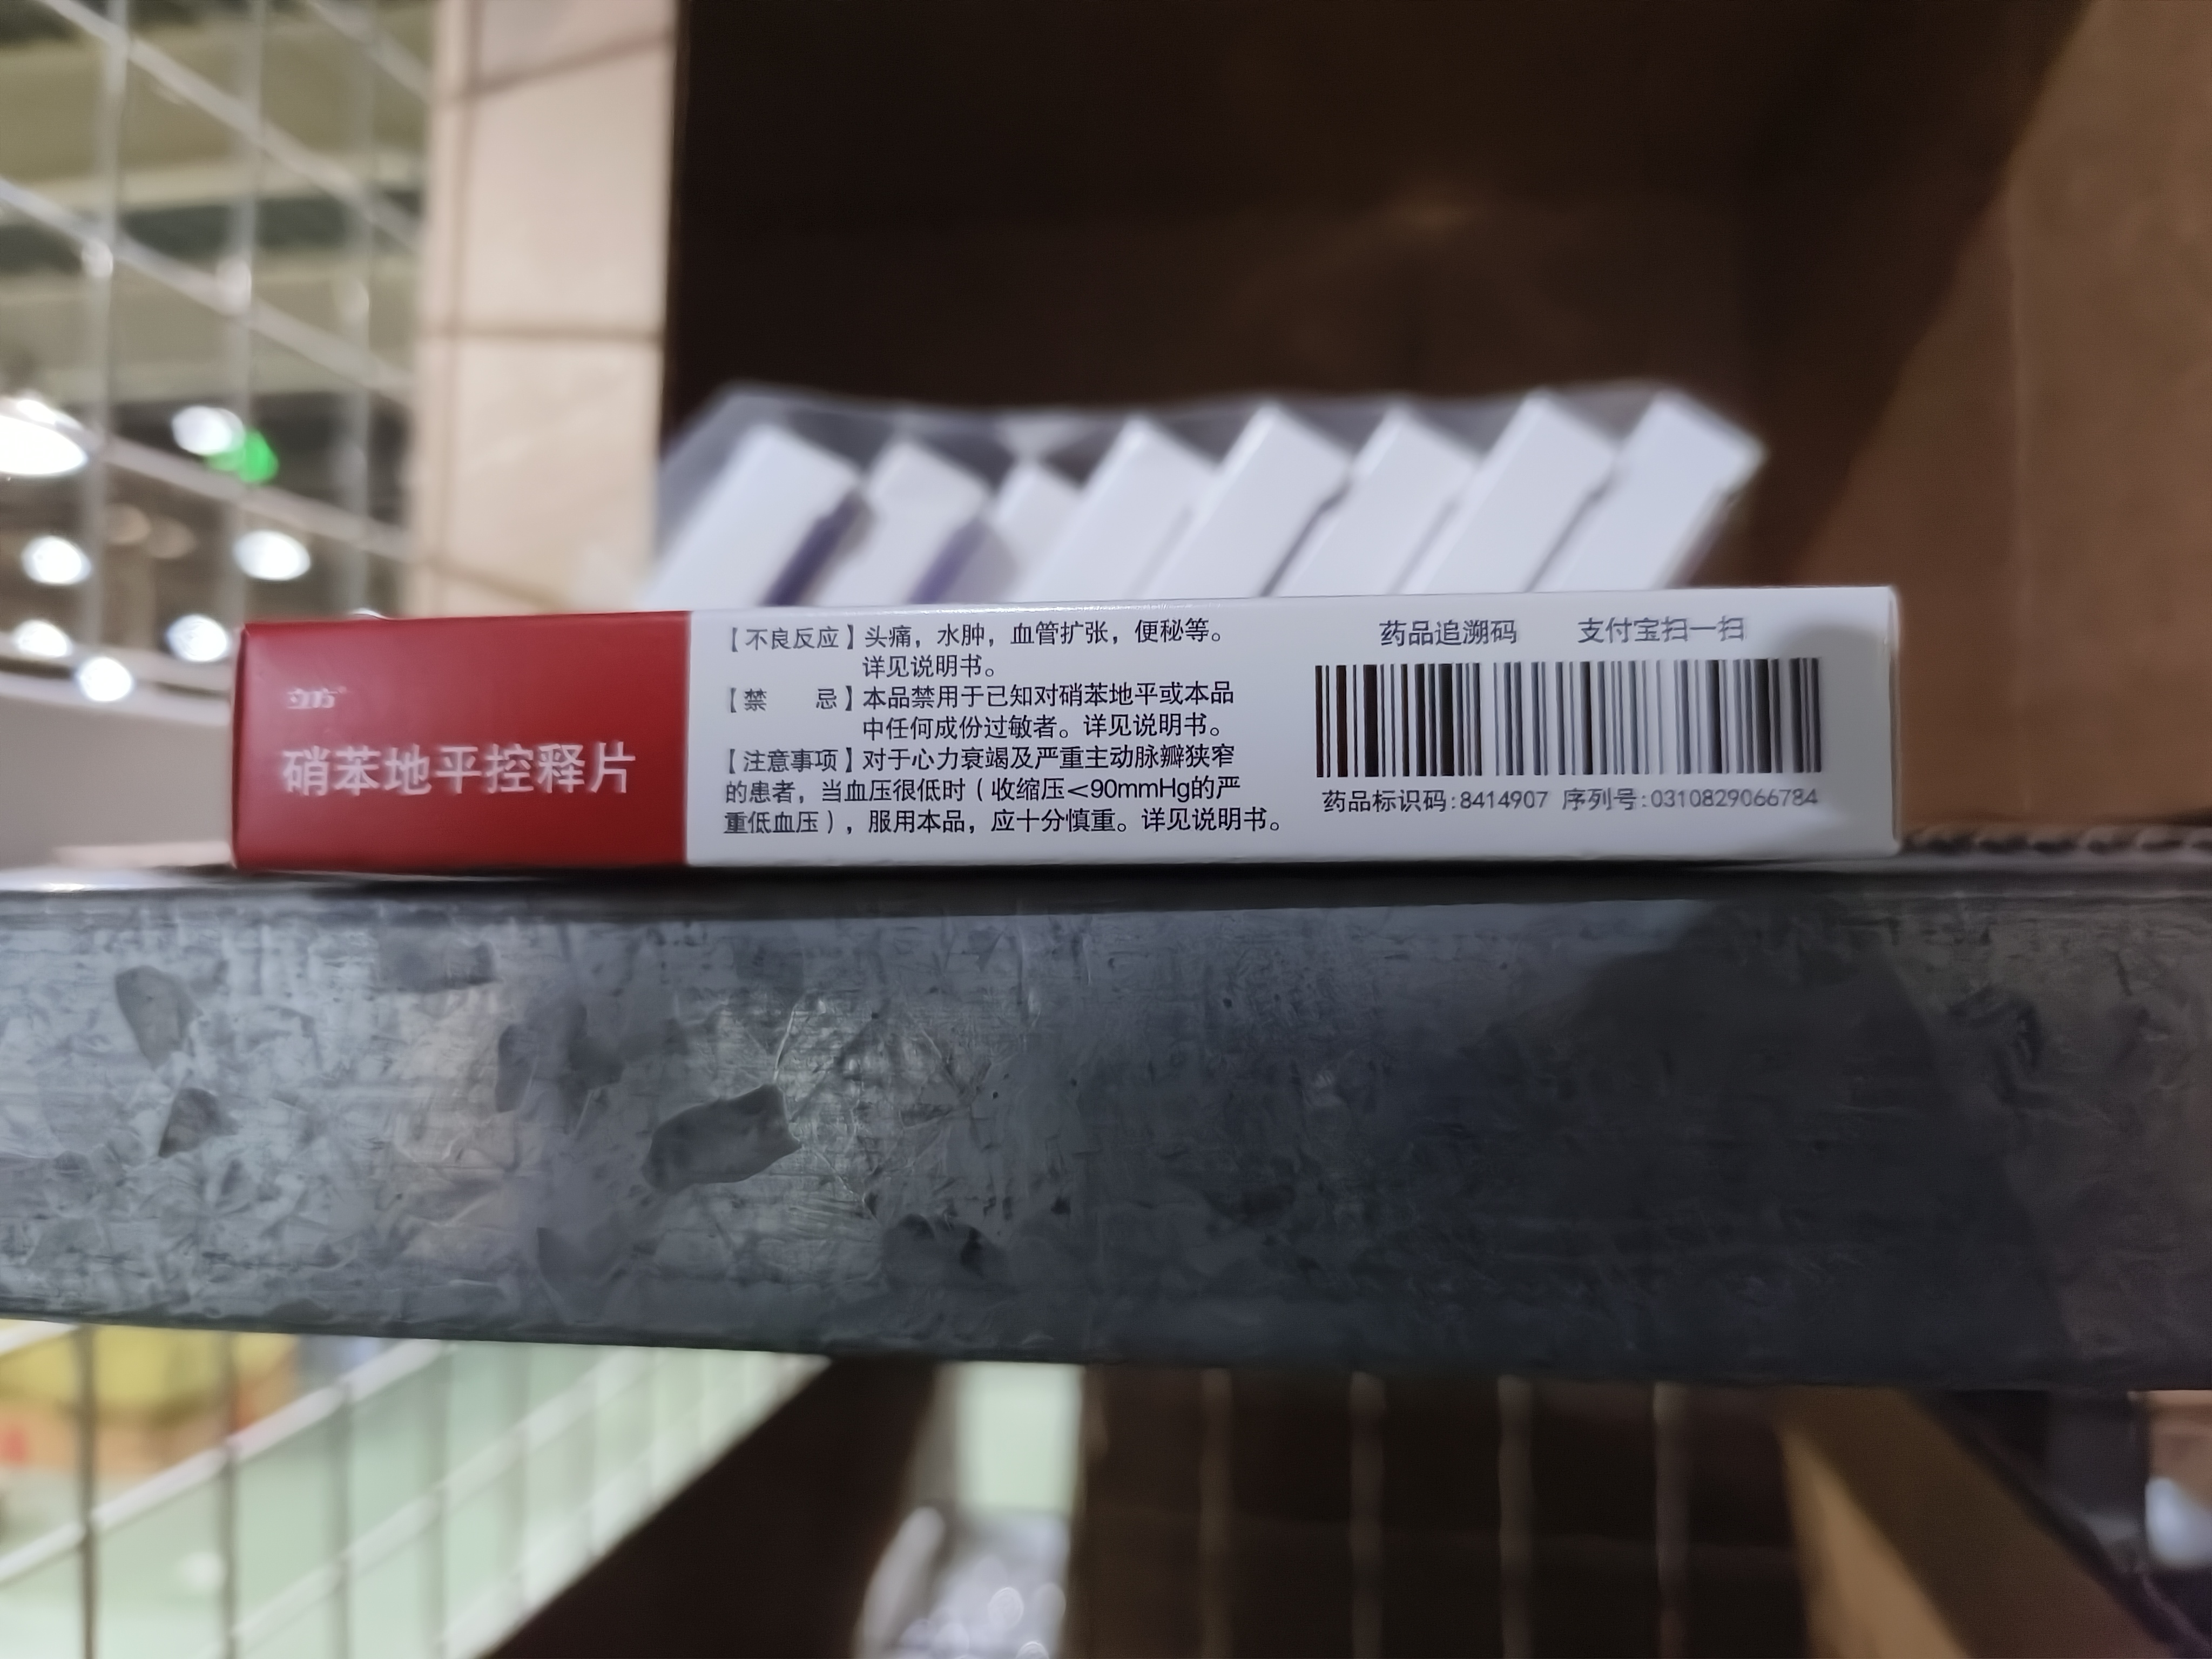 立方®
硝苯地平控释片
【不良反应】头痛，水肿，血管扩张，便秘等。
详见说明书。
【禁　　忌】本品禁用于已知对硝苯地平或本品
中任何成份过敏者。详见说明书。
【注意事项】对于心力衰竭及严重主动脉瓣狭窄
的患者，当血压很低时（收缩压＜90mmHg的严
重低血压），服用本品，应十分慎重。详见说明书。
药品追溯码　支付宝扫一扫
药品标识码:8414907 序列号:0310829066784